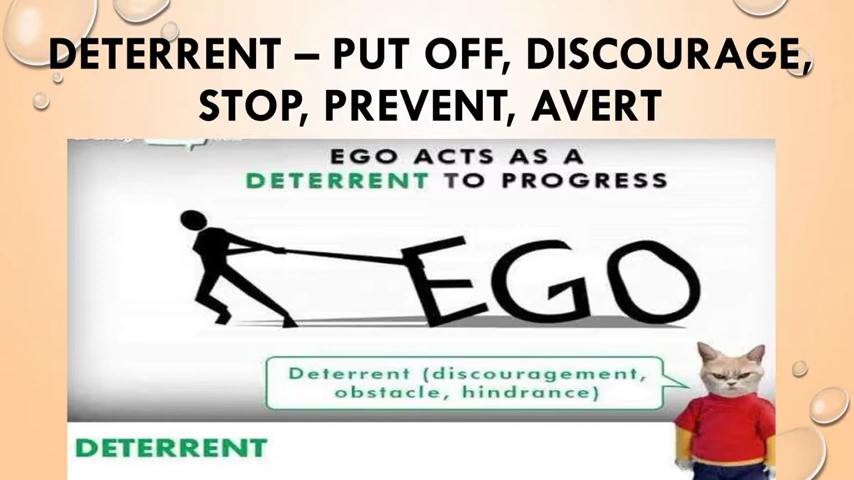 DETERRENT – PUT OFF, DISCOURAGE,
STOP, PREVENT, AVERT
EGO ACTS AS A
DETERRENT TO PROGRESS
EGO
Deterrent (discouragement,
obstacle, hindrance)
DETERRENT